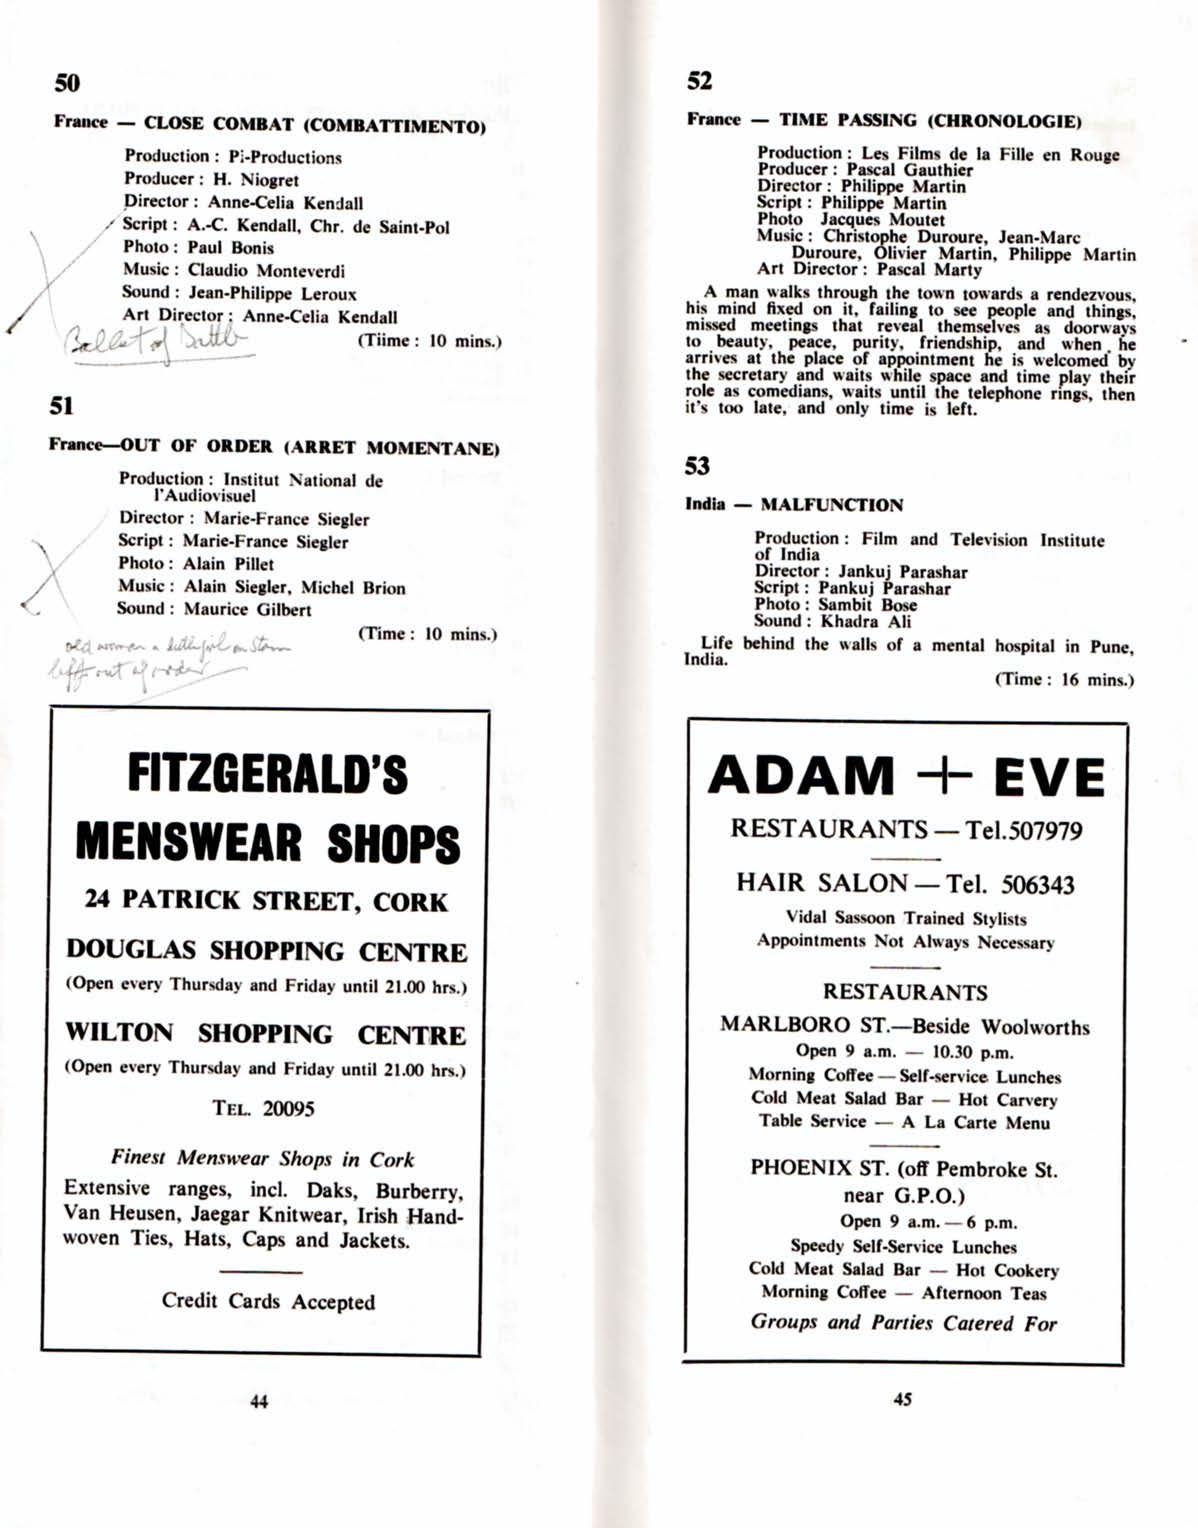 50
France — CLOSE COMBAT (COMBATTIMENTO)
Production : Pi-Productions
Producer : H. Niogret
Director : Anne-Celia Kendall
Script : A.-C. Kendall, Chr. de Saint-Pol
Photo : Paul Bonis
Music : Claudio Monteverdi
Sound : Jean-Philippe Leroux
Art Director : Anne-Celia Kendall
Ballet of Battle
(Tiime : 10 mins.)
51
France—OUT OF ORDER (ARRET MOMENTANE)
Production : Institut National de
l'Audiovisuel
Director : Marie-France Siegler
Script : Marie-France Siegler
Photo : Alain Pillet
Music : Alain Siegler, Michel Brion
Sound : Maurice Gilbert
(Time : 10 mins.)
old woman & little girl on
lift out of order
FITZGERALD'S
MENSWEAR SHOPS
24 PATRICK STREET, CORK
DOUGLAS SHOPPING CENTRE
(Open every Thursday and Friday until 21.00 hrs.)
WILTON SHOPPING CENTRE
(Open every Thursday and Friday until 21.00 hrs.)
TEL. 20095
Finest Menswear Shops in Cork
Extensive ranges, incl. Daks, Burberry,
Van Heusen, Jaegar Knitwear, Irish Hand-
woven Ties, Hats, Caps and Jackets.
Credit Cards Accepted
44
52
France — TIME PASSING (CHRONOLOGIE)
Production : Les Films de la Fille en Rouge
Producer : Pascal Gauthier
Director : Philippe Martin
Script : Philippe Martin
Photo Jacques Moutet
Music : Christophe Duroure, Jean-Marc
Duroure, Olivier Martin, Philippe Martin
Art Director : Pascal Marty
A man walks through the town towards a rendezvous,
his mind fixed on it, failing to see people and things,
missed meetings that reveal themselves as doorways
to beauty, peace, purity, friendship, and when he
arrives at the place of appointment he is welcomed by
the secretary and waits while space and time play their
role as comedians, waits until the telephone rings, then
it's too late, and only time is left.
53
India — MALFUNCTION
Production : Film and Television Institute
of India
Director : Jankuj Parashar
Script : Pankuj Parashar
Photo : Sambit Bose
Sound : Khadra Ali
Life behind the walls of a mental hospital in Pune,
India.
(Time : 16 mins.)
ADAM + EVE
RESTAURANTS — Tel.507979
HAIR SALON — Tel. 506343
Vidal Sassoon Trained Stylists
Appointments Not Always Necessary
RESTAURANTS
MARLBORO ST.—Beside Woolworths
Open 9 a.m. — 10.30 p.m.
Morning Coffee — Self-service Lunches
Cold Meat Salad Bar — Hot Carvery
Table Service — A La Carte Menu
PHOENIX ST. (off Pembroke St.
near G.P.O.)
Open 9 a.m. — 6 p.m.
Speedy Self-Service Lunches
Cold Meat Salad Bar — Hot Cookery
Morning Coffee — Afternoon Teas
Groups and Parties Catered For
45